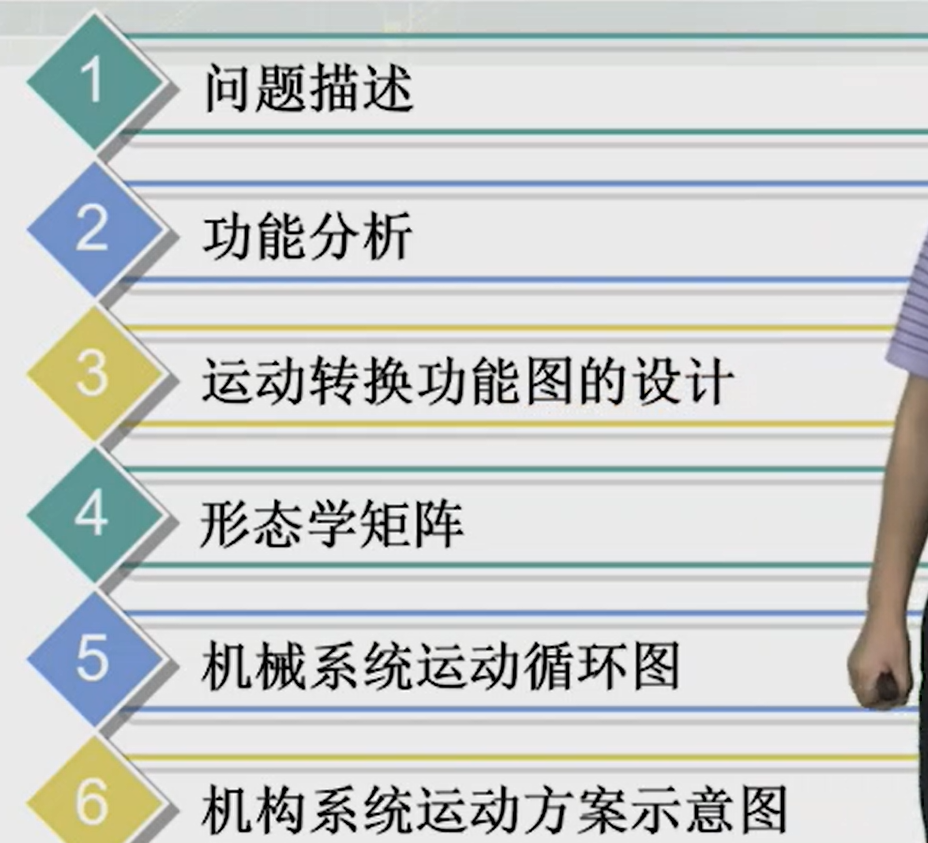 1 问题描述
2 功能分析
3 运动转换功能图的设计
4 形态学矩阵
5 机械系统运动循环图
6 机构系统运动方案示意图